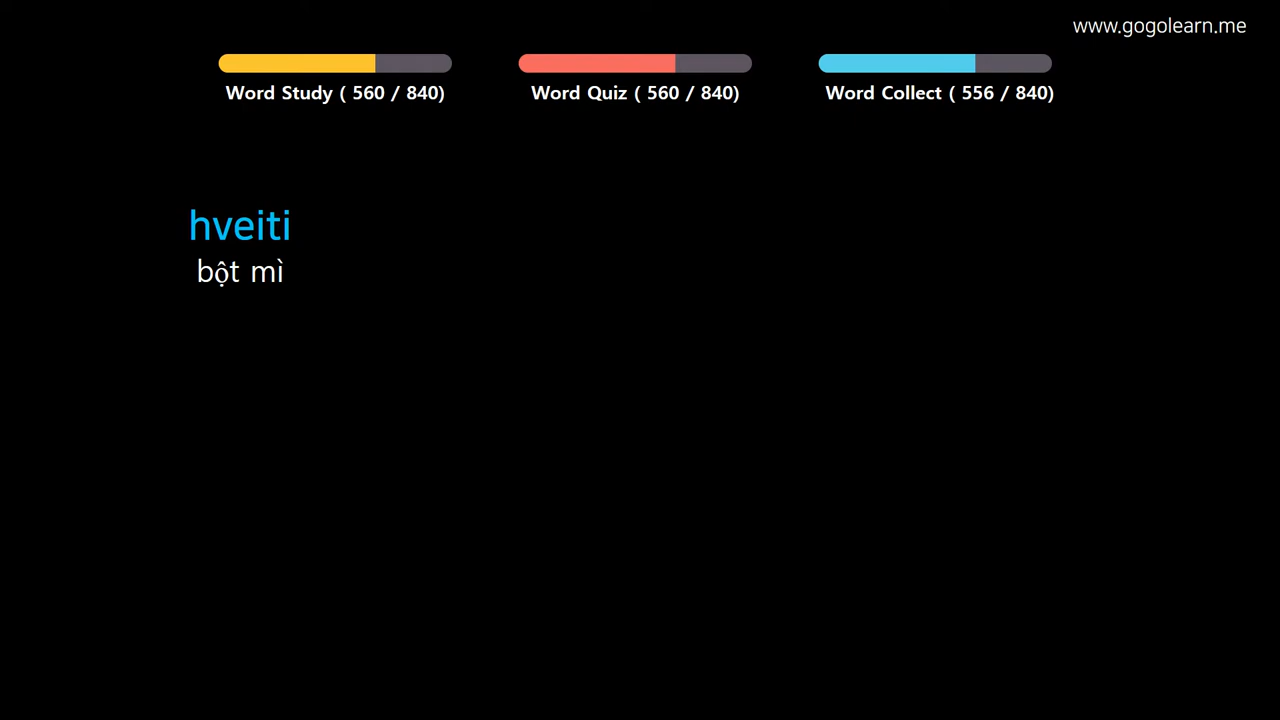 www.gogolearn.me
Word Study ( 560 / 840)
Word Quiz ( 560 / 840)
Word Collect ( 556 / 840)
hveiti
bột mì